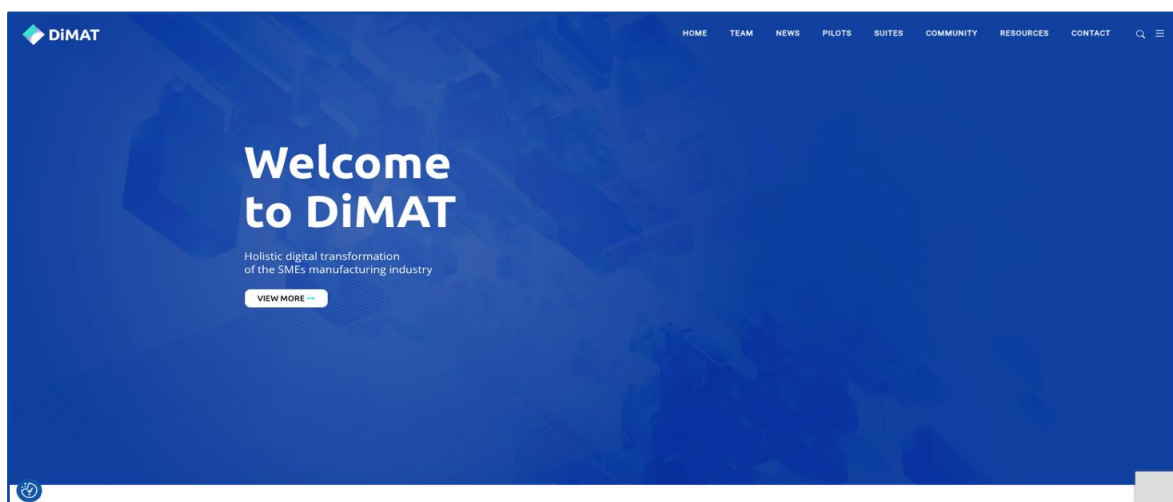 DiMAT
HOME TEAM NEWS PILOTS SUITES COMMUNITY RESOURCES CONTACT
Welcome
to DiMAT
Holistic digital transformation
of the SMEs manufacturing industry
VIEW MORE